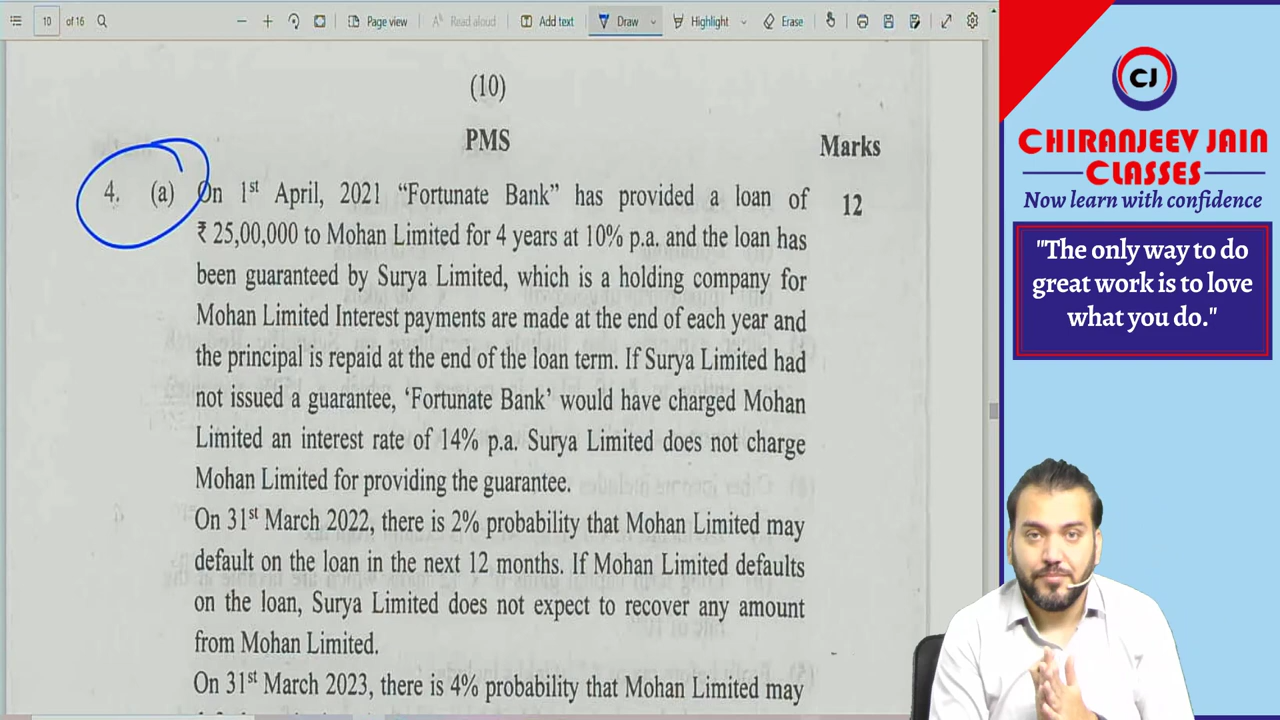 10 of 16
Page view
Read aloud
Add text
Draw
Highlight
Erase
(10)
PMS
Marks
4. (a) On 1st April, 2021 “Fortunate Bank” has provided a loan of 12
₹ 25,00,000 to Mohan Limited for 4 years at 10% p.a. and the loan has
been guaranteed by Surya Limited, which is a holding company for
Mohan Limited Interest payments are made at the end of each year and
the principal is repaid at the end of the loan term. If Surya Limited had
not issued a guarantee, ‘Fortunate Bank’ would have charged Mohan
Limited an interest rate of 14% p.a. Surya Limited does not charge
Mohan Limited for providing the guarantee.
On 31st March 2022, there is 2% probability that Mohan Limited may
default on the loan in the next 12 months. If Mohan Limited defaults
on the loan, Surya Limited does not expect to recover any amount
from Mohan Limited.
On 31st March 2023, there is 4% probability that Mohan Limited may
CJ
CHIRANJEEV JAIN
CLASSES
Now learn with confidence
"The only way to do
great work is to love
what you do."